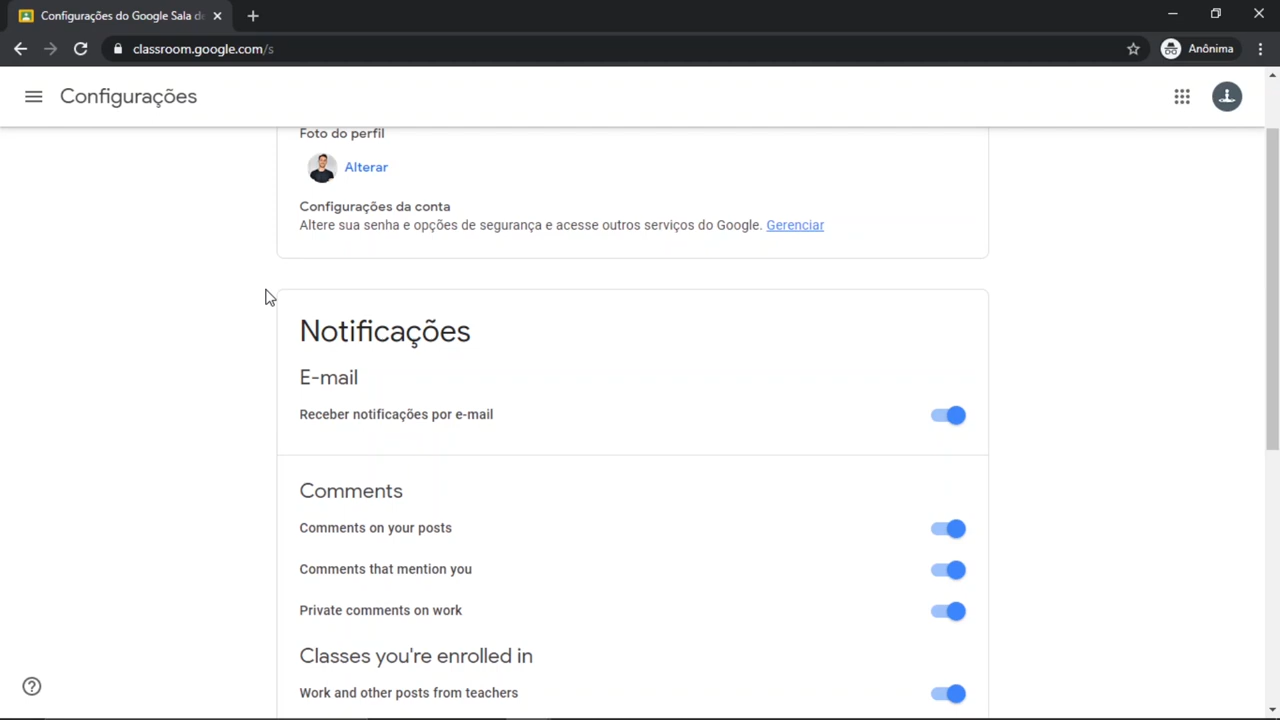 Configurações do Google Sala de
classroom.google.com/s
Anônima
Configurações
Foto do perfil
Alterar
Configurações da conta
Altere sua senha e opções de segurança e acesse outros serviços do Google. Gerenciar
Notificações
E-mail
Receber notificações por e-mail
Comments
Comments on your posts
Comments that mention you
Private comments on work
Classes you're enrolled in
Work and other posts from teachers